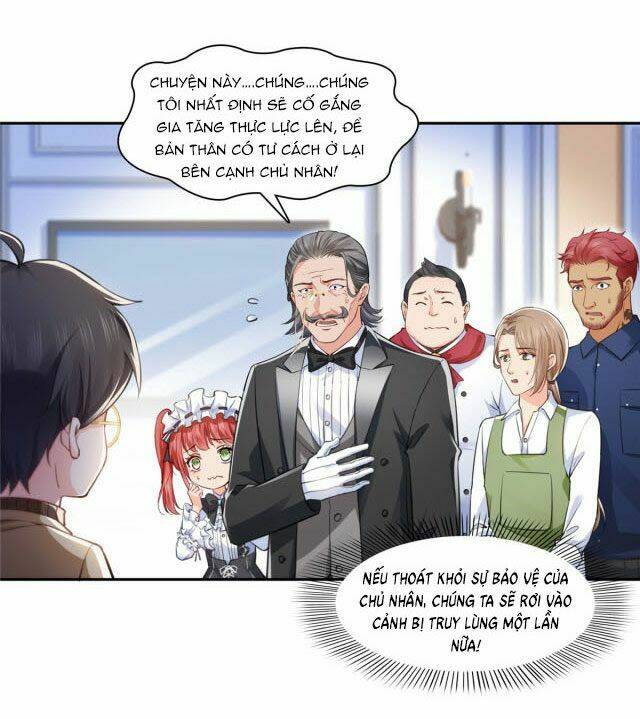 CHUYỆN NÀY....CHÚNG....CHÚNG
TÔI NHẤT ĐỊNH SẼ CỐ GẮNG
GIA TĂNG THỰC LỰC LÊN, ĐỂ
BẢN THÂN CÓ TƯ CÁCH Ở LẠI
BÊN CẠNH CHỦ NHÂN!
NẾU THOÁT KHỎI SỰ BẢO VỆ CỦA
CHỦ NHÂN, CHÚNG TA SẼ RƠI VÀO
CẢNH BỊ TRUY LÙNG MỘT LẦN
NỮA!